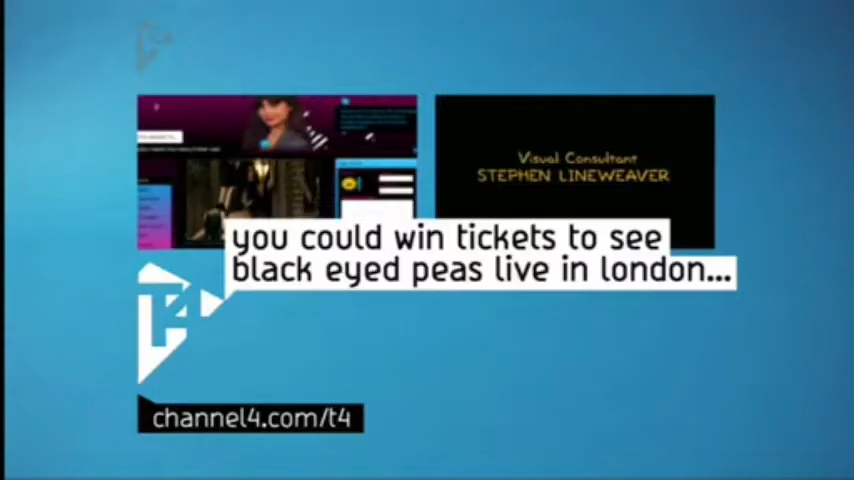 Visual Consultant
STEPHEN LINEWEAVER
you could win tickets to see
black eyed peas live in london...
T4
channel4.com/t4